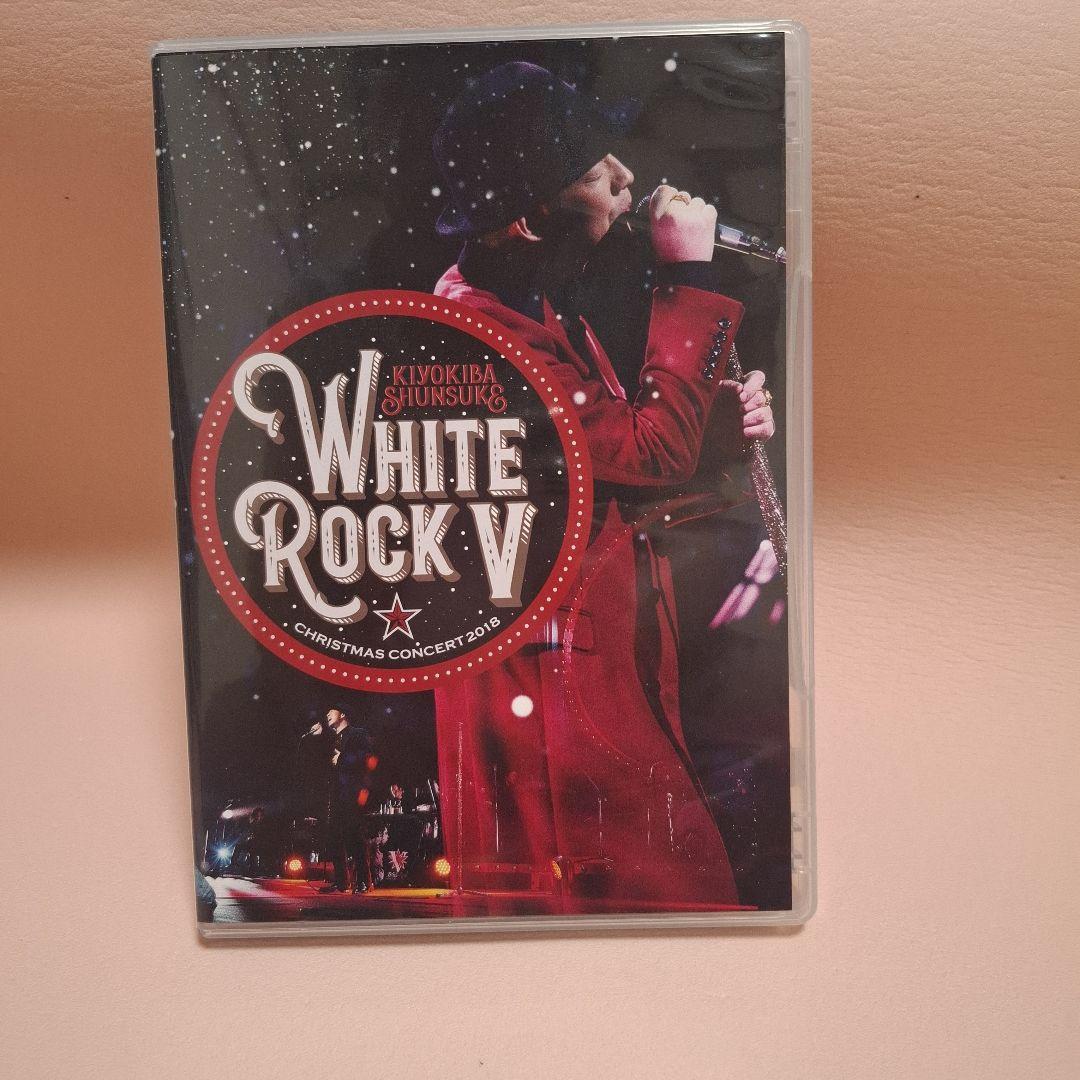 KIYOKIBA
SHUNSUKE
WHITE
ROCK V
CHRISTMAS CONCERT 2018